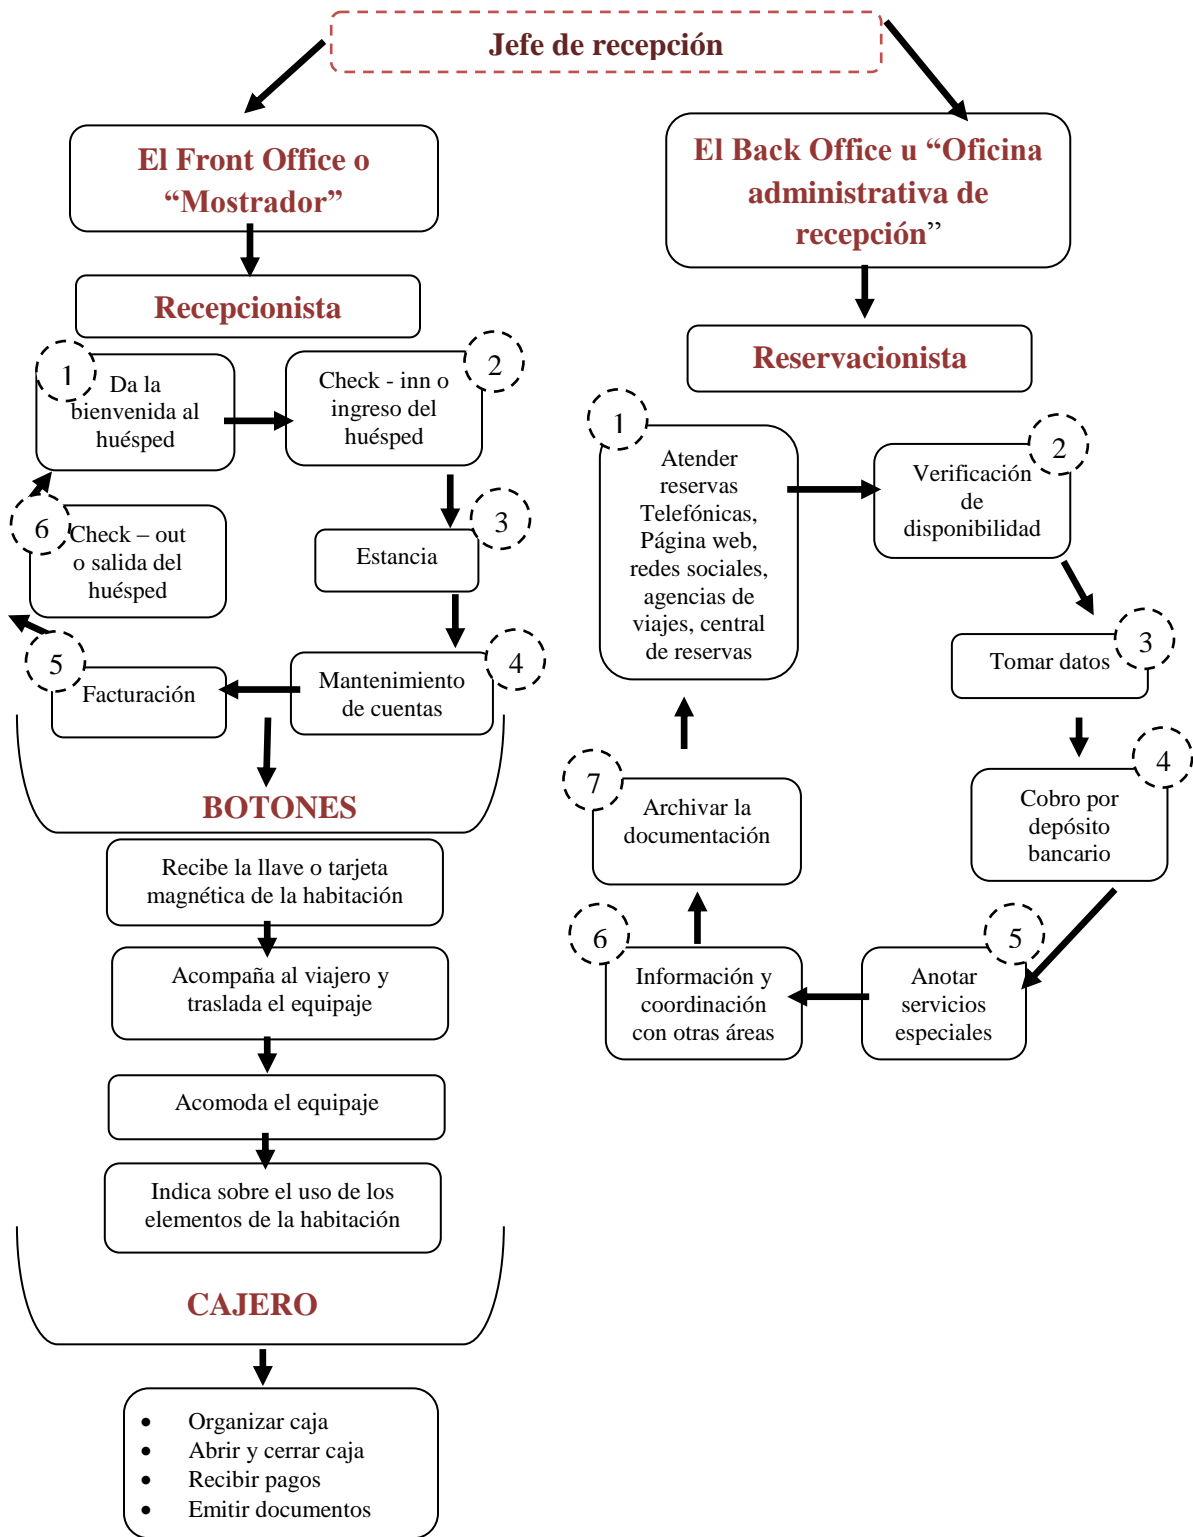 Jefe de recepción
El Front Office o
“Mostrador”
Recepcionista
1
Da la
bienvenida al
huésped
2
Check - inn o
ingreso del
huésped
3
Estancia
4
Mantenimiento
de cuentas
5
Facturación
6
Check – out
o salida del
huésped
BOTONES
Recibe la llave o tarjeta
magnética de la habitación
Acompaña al viajero y
traslada el equipaje
Acomoda el equipaje
Indica sobre el uso de los
elementos de la habitación
CAJERO
• Organizar caja
• Abrir y cerrar caja
• Recibir pagos
• Emitir documentos
El Back Office u “Oficina
administrativa de
recepción”
Reservacionista
1
Atender
reservas
Telefónicas,
Página web,
redes sociales,
agencias de
viajes, central
de reservas
2
Verificación
de
disponibilidad
3
Tomar datos
4
Cobro por
depósito
bancario
5
Anotar
servicios
especiales
6
Información y
coordinación
con otras áreas
7
Archivar la
documentación